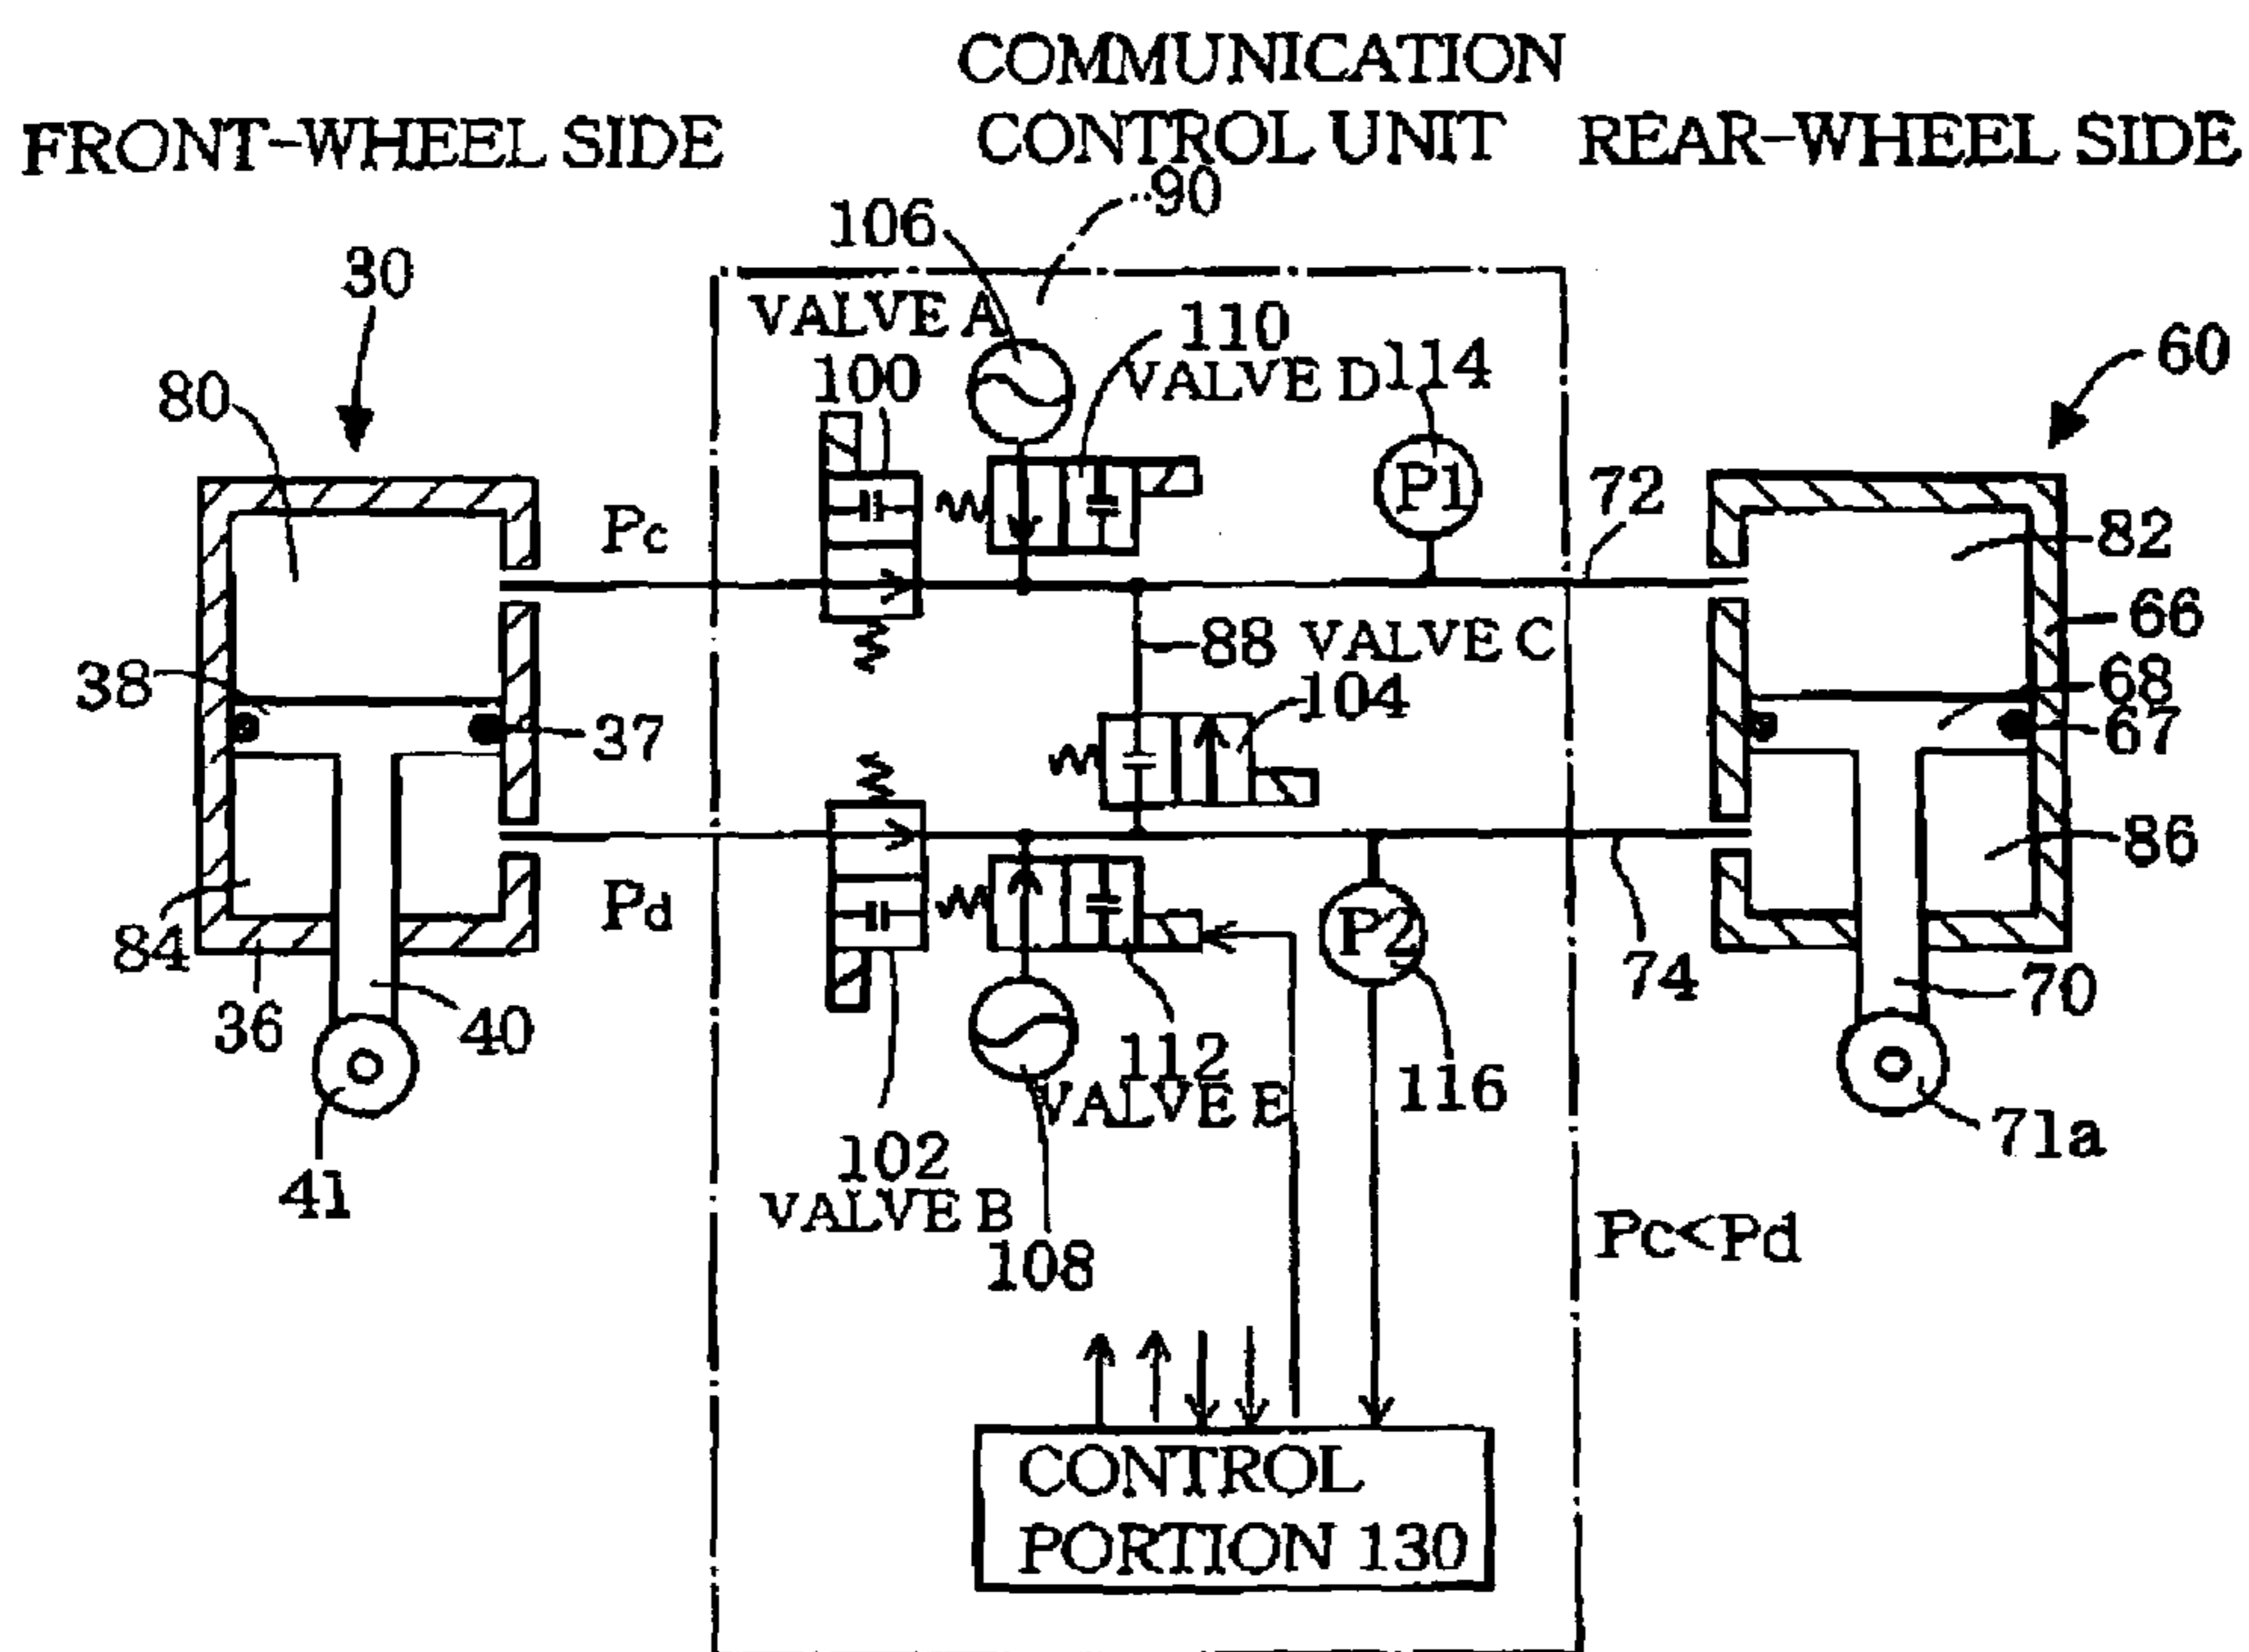 COMMUNICATION
FRONT-WHEEL SIDE
CONTROL UNIT
REAR-WHEEL SIDE
90
106
30
VALVE A
110
60
100
VALVE D
114
80
P1
72
Pc
82
66
88
VALVE C
38
68
104
37
67
86
Pd
P2
84
74
70
36
40
112
116
VALVE E
71a
102
41
VALVE B
108
Pc<Pd
CONTROL
PORTION 130